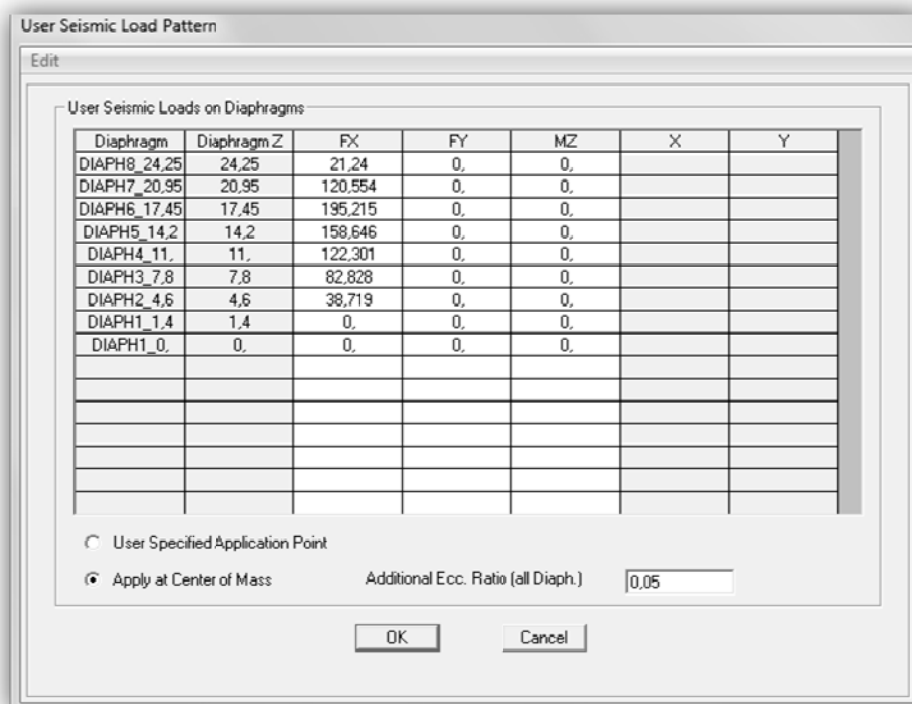 User Seismic Load Pattern
Edit
User Seismic Loads on Diaphragms
Diaphragm Diaphragm Z FX FY MZ X Y
DIAPH8_24,25 24,25 21,24 0, 0,
DIAPH7_20,95 20,95 120,554 0, 0,
DIAPH6_17,45 17,45 195,215 0, 0,
DIAPH5_14,2 14,2 158,646 0, 0,
DIAPH4_11, 11, 122,301 0, 0,
DIAPH3_7,8 7,8 82,828 0, 0,
DIAPH2_4,6 4,6 38,719 0, 0,
DIAPH1_1,4 1,4 0, 0, 0,
DIAPH1_0, 0, 0, 0, 0,
User Specified Application Point
Apply at Center of Mass Additional Ecc. Ratio (all Diaph.) 0,05
OK Cancel